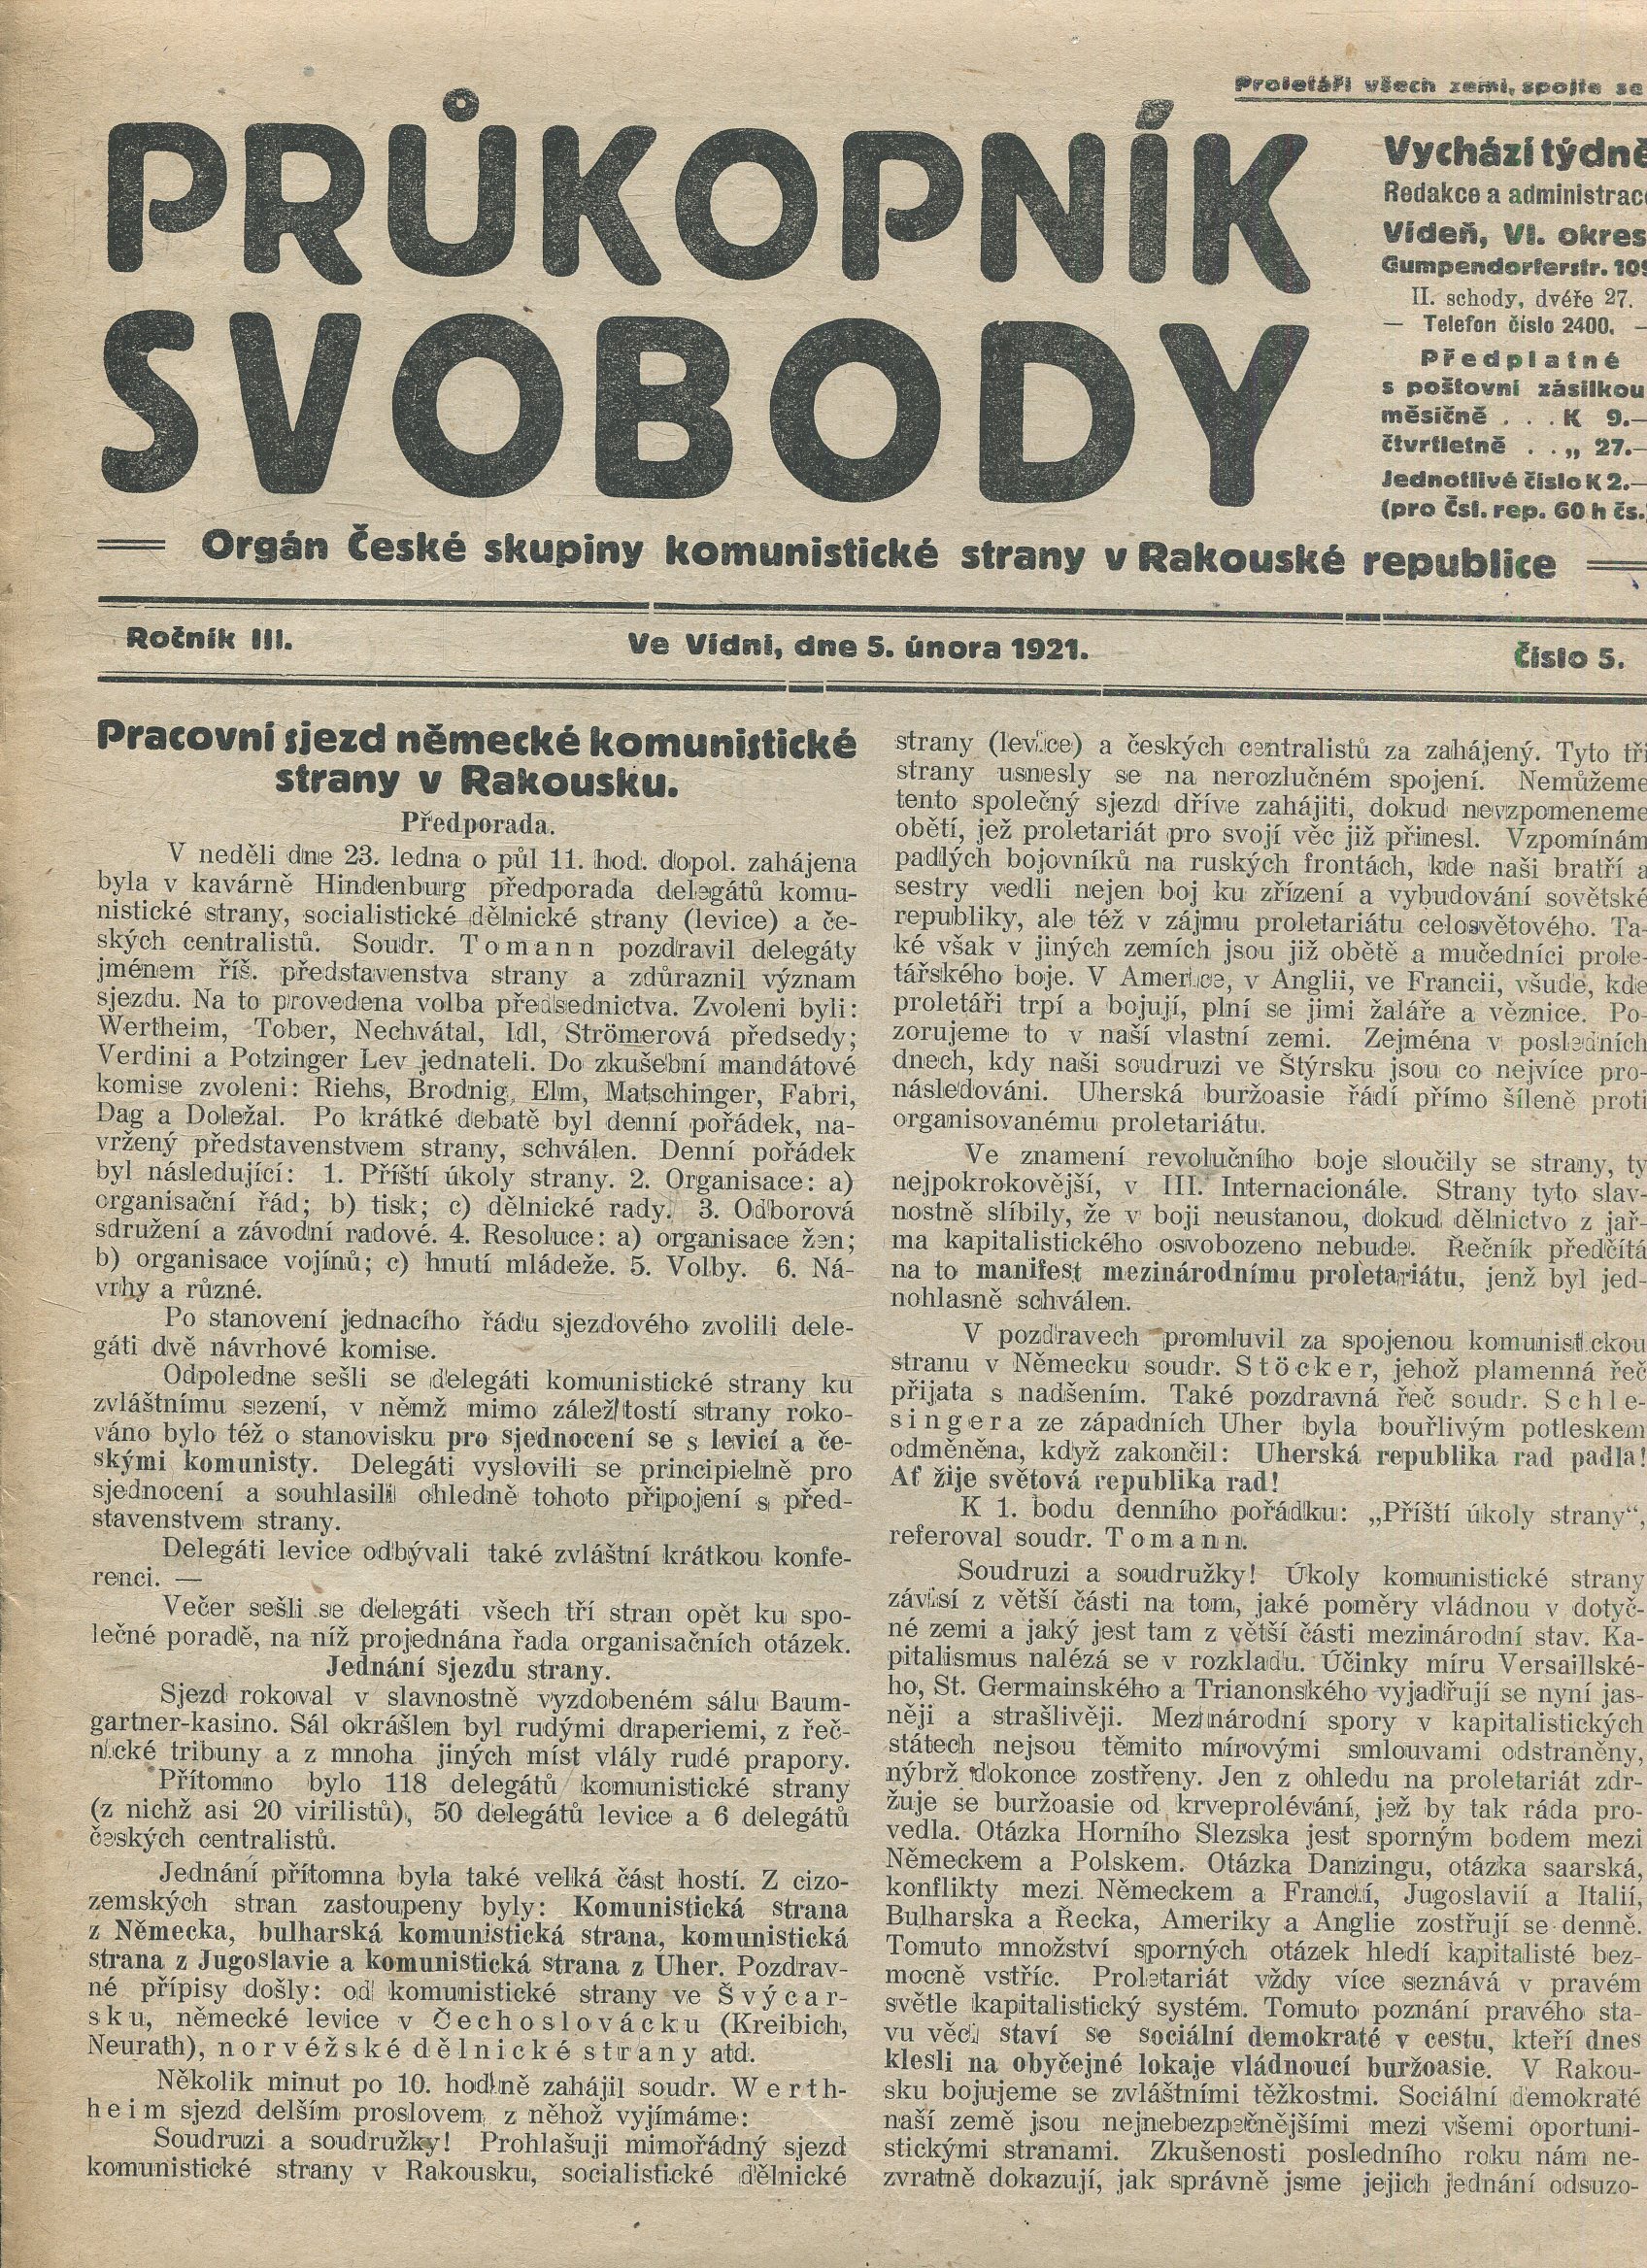 Proletáři všech zemí, spojte se
PRŮKOPNÍK
SVOBODY
Vychází týdně
Redakce a administrace
Vídeň, VI. okres
Gumpendorferstr. 109
II. schody, dvéře 27.
— Telefon číslo 2400. —
Předplatné
s poštovní zásilkou
měsíčně . . . K 9.—
čtvrtletně . . „ 27.—
Jednotlivé číslo K 2.—
(pro Čsl. rep. 60 h čs.)
Orgán České skupiny komunistické strany v Rakouské republice
Ročník III.
Ve Vídni, dne 5. února 1921.
Číslo 5.
Pracovní sjezd německé komunistické
strany v Rakousku.
Předporada.
V neděli dne 23. ledna o půl 11. hod. dopol. zahájena
byla v kavárně Hindenburg předporada delegátů komu-
nistické strany, socialistické dělnické strany (levice) a če-
ských centralistů. Soudr. Tomann pozdravil delegáty
jménem říš. představenstva strany a zdůraznil význam
sjezdu. Na to provedena volba předsednictva. Zvoleni byli:
Wertheim, Tober, Nechvátal, Idl, Strömerová předsedy;
Verdini a Potzinger Lev jednateli. Do zkušební mandátové
komise zvoleni: Riehs, Brodnig, Elm, Matschinger, Fabri,
Dag a Doležal. Po krátké debatě byl denní pořádek, na-
vržený představenstvem strany, schválen. Denní pořádek
byl následující: 1. Příští úkoly strany. 2. Organisace: a)
organisační řád; b) tisk; c) dělnické rady. 3. Odborová
sdružení a závodní radové. 4. Resoluce: a) organisace žen;
b) organisace vojínů; c) hnutí mládeže. 5. Volby. 6. Ná-
vrhy a různé.
Po stanovení jednacího řádu sjezdového zvolili dele-
gáti dvě návrhové komise.
Odpoledne sešli se delegáti komunistické strany ku
zvláštnímu sezení, v němž mimo záležitostí strany roko-
váno bylo též o stanovisku pro sjednocení se s levicí a če-
skými komunisty. Delegáti vyslovili se principielně pro
sjednocení a souhlasili ohledně tohoto připojení s před-
stavenstvem strany.
Delegáti levice odbývali také zvláštní krátkou konfe-
renci. —
Večer sešli se delegáti všech tří stran opět ku spo-
lečné poradě, na níž projednána řada organisačních otázek.
Jednání sjezdu strany.
Sjezd rokoval v slavnostně vyzdobeném sálu Baum-
gartner-kasino. Sál okrášlen byl rudými draperiemi, z řeč-
nické tribuny a z mnoha jiných míst vlály rudé prapory.
Přítomno bylo 118 delegátů komunistické strany
(z nichž asi 20 virilistů), 50 delegátů levice a 6 delegátů
českých centralistů.
Jednání přítomna byla také velká část hostí. Z cizo-
zemských stran zastoupeny byly: Komunistická strana
z Německa, bulharská komunistická strana, komunistická
strana z Jugoslavie a komunistická strana z Uher. Pozdrav-
né přípisy došly: od komunistické strany ve Švýcar-
sku, německé levice v Čechoslovácku (Kreibich,
Neurath), norvéžské dělnické strany atd.
Několik minut po 10. hodině zahájil soudr. Werth-
heim sjezd delším proslovem, z něhož vyjímáme:
Soudruzi a soudružky! Prohlašuji mimořádný sjezd
komunistické strany v Rakousku, socialistické dělnické
strany (levice) a českých centralistů za zahájený. Tyto tři
strany usnesly se na nerozlučném spojení. Nemůžeme
tento společný sjezd dříve zahájiti, dokud nevzpomeneme
obětí, jež proletariát pro svojí věc již přinesl. Vzpomínám
padlých bojovníků na ruských frontách, kde naši bratří a
sestry vedli nejen boj ku zřízení a vybudování sovětské
republiky, ale též v zájmu proletariátu celosvětového. Ta-
ké však v jiných zemích jsou již obětě a mučedníci prole-
tářského boje. V Americe, v Anglii, ve Francii, všude, kde
proletáři trpí a bojují, plní se jimi žaláře a věznice. Po-
zorujeme to v naší vlastní zemi. Zejména v posledních
dnech, kdy naši soudruzi ve Štýrsku jsou co nejvíce pro-
následováni. Uherská buržoasie řádí přímo šíleně proti
organisovanému proletariátu.
Ve znamení revolučního boje sloučily se strany, ty
nejpokrokovější, v III. Internacionále. Strany tyto slav-
nostně slíbily, že v boji neustanou, dokud dělnictvo z jař-
ma kapitalistického osvobozeno nebude. Řečník předčítá
na to manifest mezinárodnímu proletariátu, jenž byl jed-
nohlasně schválen.
V pozdravech promluvil za spojenou komunistickou
stranu v Německu soudr. Stöcker, jehož plamenná řeč
přijata s nadšením. Také pozdravná řeč soudr. Schle-
singera ze západních Uher byla bouřlivým potleskem
odměněna, když zakončil: Uherská republika rad padla!
Ať žije světová republika rad!
K 1. bodu denního pořádku: „Příští úkoly strany“,
referoval soudr. Tomann.
Soudruzi a soudružky! Úkoly komunistické strany
závisí z větší části na tom, jaké poměry vládnou v dotyč-
né zemi a jaký jest tam z větší části mezinárodní stav. Ka-
pitalismus nalézá se v rozkladu. Účinky míru Versaillské-
ho, St. Germainského a Trianonského vyjadřují se nyní jas-
něji a strašlivěji. Mezinárodní spory v kapitalistických
státech nejsou těmito mírovými smlouvami odstraněny,
nýbrž dokonce zostřeny. Jen z ohledu na proletariát zdr-
žuje se buržoasie od krveprolévání, jež by tak ráda pro-
vedla. Otázka Horního Slezska jest sporným bodem mezi
Německem a Polskem. Otázka Danzingu, otázka saarská,
konflikty mezi Německem a Francií, Jugoslavií a Italií,
Bulharska a Řecka, Ameriky a Anglie zostřují se denně.
Tomuto množství sporných otázek hledí kapitalisté bez-
mocně vstříc. Proletariát vždy více seznává v pravém
světle kapitalistický systém. Tomuto poznání pravého sta-
vu věcí staví se sociální demokraté v cestu, kteří dnes
klesli na obyčejné lokaje vládnoucí buržoasie. V Rakou-
sku bojujeme se zvláštními těžkostmi. Sociální demokraté
naší země jsou nejnebezpečnějšími mezi všemi oportuni-
stickými stranami. Zkušenosti posledního roku nám ne-
zvratně dokazují, jak správně jsme jejich jednání odsuzo-